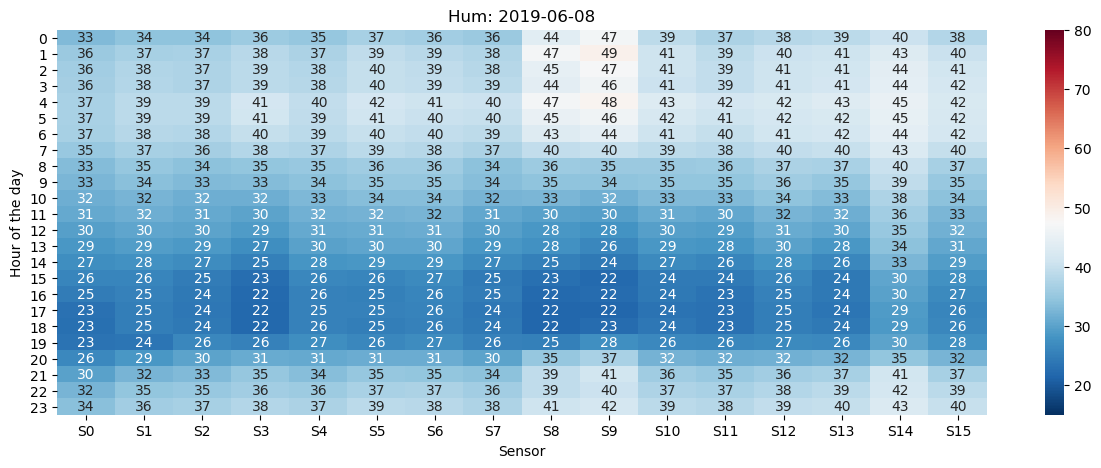 Hum: 2019-06-08
0 33 34 34 36 35 37 36 36 44 47 39 37 38 39 40 38
1 36 37 37 38 37 39 39 38 47 49 41 39 40 41 43 40
2 36 38 37 39 38 40 39 38 45 47 41 39 41 41 44 41
3 36 38 37 39 38 40 39 39 44 46 41 39 41 41 44 42
4 37 39 39 41 40 42 41 40 47 48 43 42 42 43 45 42
5 37 39 39 41 39 41 40 40 45 46 42 41 42 42 45 42
6 37 38 38 40 39 40 40 39 43 44 41 40 41 42 44 42
7 35 37 36 38 37 39 38 37 40 40 39 38 40 40 43 40
8 33 35 34 35 35 36 36 34 36 35 35 36 37 37 40 37
9 33 34 33 33 34 35 35 34 35 34 35 35 36 35 39 35
10 32 32 32 32 33 34 34 32 33 32 33 33 34 33 38 34
11 31 32 31 30 32 32 32 31 30 30 31 30 32 32 36 33
12 30 30 30 29 31 31 31 30 28 28 30 29 31 30 35 32
13 29 29 29 27 30 30 30 29 28 26 29 28 30 28 34 31
14 27 28 27 25 28 29 29 27 25 24 27 26 28 26 33 29
15 26 26 25 23 26 26 27 25 23 22 24 24 26 24 30 28
16 25 25 24 22 26 25 26 25 22 22 24 23 25 24 30 27
17 23 25 24 22 25 25 26 24 22 22 24 23 25 24 29 26
18 23 25 24 22 26 25 26 24 22 23 24 23 25 24 29 26
19 23 24 26 26 27 26 27 26 25 28 26 26 27 26 30 28
20 26 29 30 31 31 31 31 30 35 37 32 32 32 32 35 32
21 30 32 33 35 34 35 35 34 39 41 36 35 36 37 41 37
22 32 35 35 36 36 37 37 36 39 40 37 37 38 39 42 39
23 34 36 37 38 37 39 38 38 41 42 39 38 39 40 43 40
S0 S1 S2 S3 S4 S5 S6 S7 S8 S9 S10 S11 S12 S13 S14 S15
Sensor
Hour of the day
80
70
60
50
40
30
20